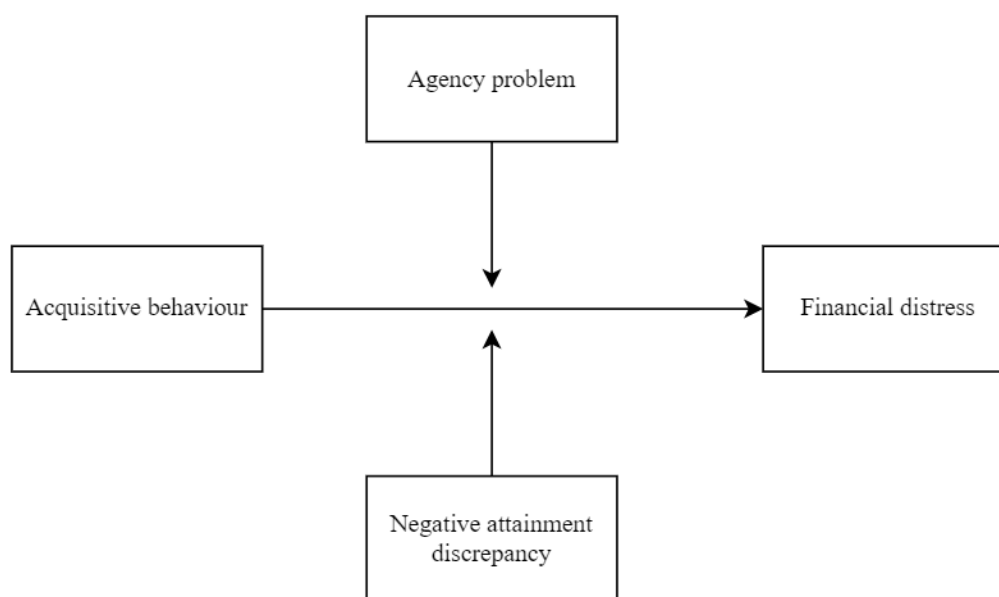 Agency problem
Acquisitive behaviour
Financial distress
Negative attainment
discrepancy